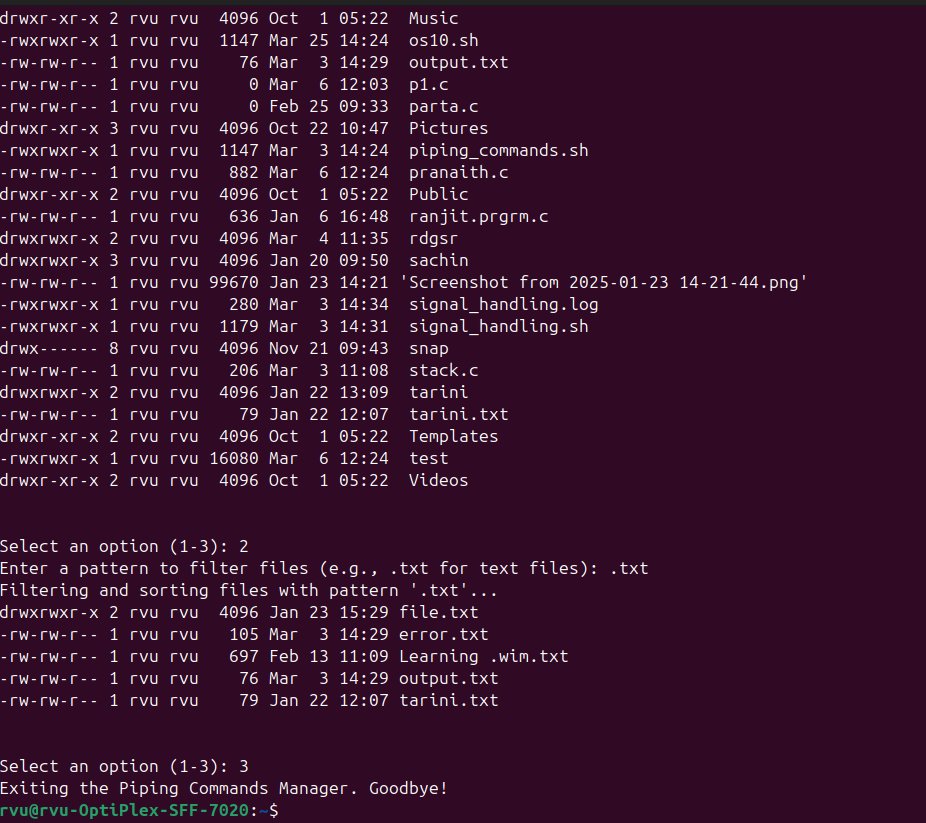 drwxr-xr-x 2 rvu rvu  4096 Oct  1 05:22  Music
-rwxrwxr-x 1 rvu rvu  1147 Mar 25 14:24  os10.sh
-rw-rw-r-- 1 rvu rvu    76 Mar  3 14:29  output.txt
-rw-rw-r-- 1 rvu rvu     0 Mar  6 12:03  p1.c
-rw-rw-r-- 1 rvu rvu     0 Feb 25 09:33  parta.c
drwxr-xr-x 3 rvu rvu  4096 Oct 22 10:47  Pictures
-rwxrwxr-x 1 rvu rvu  1147 Mar  3 14:24  piping_commands.sh
-rw-rw-r-- 1 rvu rvu   882 Mar  6 12:24  pranaith.c
drwxr-xr-x 2 rvu rvu  4096 Oct  1 05:22  Public
-rw-rw-r-- 1 rvu rvu   636 Jan  6 16:48  ranjit.prgrm.c
drwxrwxr-x 2 rvu rvu  4096 Mar  4 11:35  rdgsr
drwxrwxr-x 3 rvu rvu  4096 Jan 20 09:50  sachin
-rw-rw-r-- 1 rvu rvu 99670 Jan 23 14:21 'Screenshot from 2025-01-23 14-21-44.png'
-rwxrwxr-x 1 rvu rvu   280 Mar  3 14:34  signal_handling.log
-rwxrwxr-x 1 rvu rvu  1179 Mar  3 14:31  signal_handling.sh
drwx------ 8 rvu rvu  4096 Nov 21 09:43  snap
-rw-rw-r-- 1 rvu rvu   206 Mar  3 11:08  stack.c
drwxrwxr-x 2 rvu rvu  4096 Jan 22 13:09  tarini
-rw-rw-r-- 1 rvu rvu    79 Jan 22 12:07  tarini.txt
drwxr-xr-x 2 rvu rvu  4096 Oct  1 05:22  Templates
-rwxrwxr-x 1 rvu rvu 16080 Mar  6 12:24  test
drwxr-xr-x 2 rvu rvu  4096 Oct  1 05:22  Videos
Select an option (1-3): 2
Enter a pattern to filter files (e.g., .txt for text files): .txt
Filtering and sorting files with pattern '.txt'...
drwxrwxr-x 2 rvu rvu  4096 Jan 23 15:29 file.txt
-rw-rw-r-- 1 rvu rvu   105 Mar  3 14:29 error.txt
-rw-rw-r-- 1 rvu rvu   697 Feb 13 11:09 Learning .wim.txt
-rw-rw-r-- 1 rvu rvu    76 Mar  3 14:29 output.txt
-rw-rw-r-- 1 rvu rvu    79 Jan 22 12:07 tarini.txt
Select an option (1-3): 3
Exiting the Piping Commands Manager. Goodbye!
rvu@rvu-OptiPlex-SFF-7020:~$